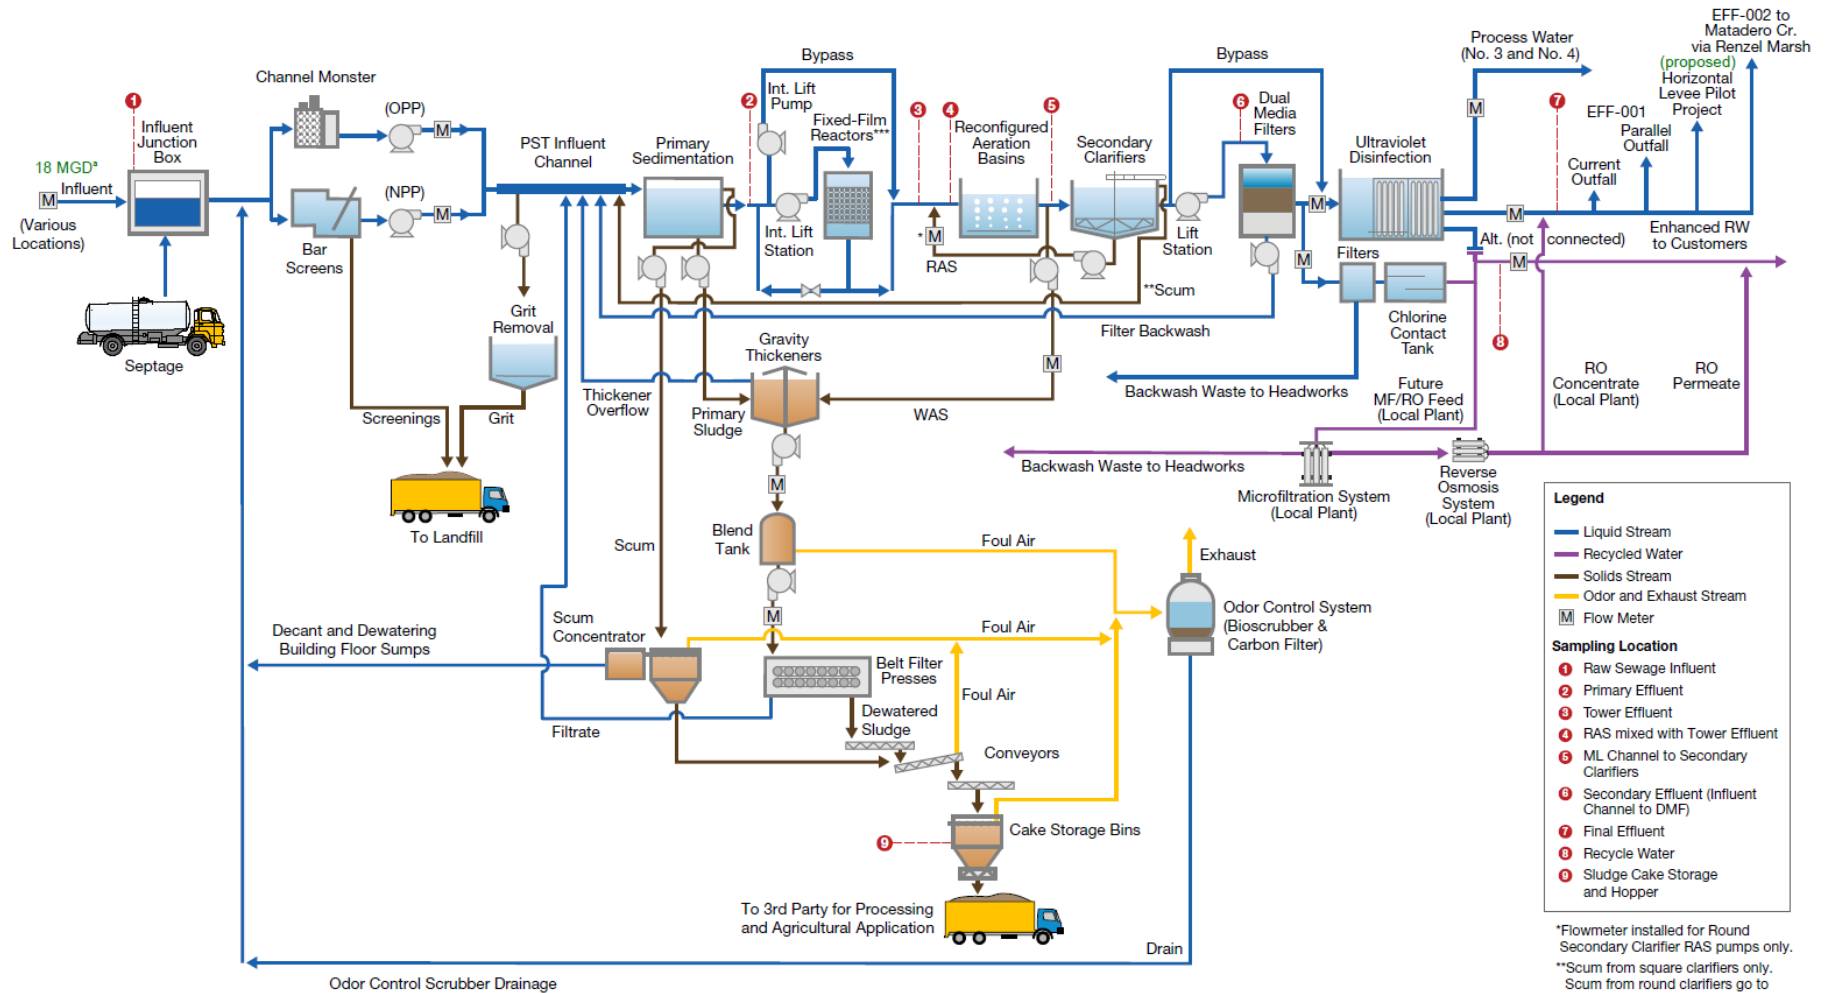 EFF-002 to
Matadero Cr.
via Renzel Marsh
(proposed)
Horizontal
Levee Pilot
Project
Process Water
(No. 3 and No. 4)
EFF-001
Parallel
Outfall
Current
Outfall
Enhanced RW
to Customers
Bypass
Bypass
Channel Monster
(OPP)
M
1
Influent
Junction
Box
18 MGDª
M
Influent
(Various
Locations)
Septage
(NPP)
M
Bar
Screens
PST Influent
Channel
Primary
Sedimentation
2
Int. Lift
Pump
Fixed-Film
Reactors***
Int. Lift
Station
3
4
Reconfigured
Aeration
Basins
5
Secondary
Clarifiers
*
M
RAS
Lift
Station
**Scum
6
Dual
Media
Filters
M
Ultraviolet
Disinfection
M
7
M
Alt. (not connected)
M
M
Filters
Chlorine
Contact
Tank
8
Filter Backwash
Backwash Waste to Headworks
Future
MF/RO Feed
(Local Plant)
RO
Concentrate
(Local Plant)
RO
Permeate
Backwash Waste to Headworks
Microfiltration System
(Local Plant)
Reverse
Osmosis
System
(Local Plant)
Grit
Removal
Screenings
Grit
To Landfill
Gravity
Thickeners
Thickener
Overflow
Primary
Sludge
M
WAS
M
Blend
Tank
M
Scum
Foul Air
Exhaust
Odor Control System
(Bioscrubber &
Carbon Filter)
Scum
Concentrator
Decant and Dewatering
Building Floor Sumps
Foul Air
Belt Filter
Presses
Foul Air
Filtrate
Dewatered
Sludge
Conveyors
Cake Storage Bins
9
To 3rd Party for Processing
and Agricultural Application
Drain
Odor Control Scrubber Drainage
Legend
Liquid Stream
Recycled Water
Solids Stream
Odor and Exhaust Stream
M Flow Meter
Sampling Location
1 Raw Sewage Influent
2 Primary Effluent
3 Tower Effluent
4 RAS mixed with Tower Effluent
5 ML Channel to Secondary
Clarifiers
6 Secondary Effluent (Influent
Channel to DMF)
7 Final Effluent
8 Recycle Water
9 Sludge Cake Storage
and Hopper
*Flowmeter installed for Round
Secondary Clarifier RAS pumps only.
**Scum from square clarifiers only.
Scum from round clarifiers go to